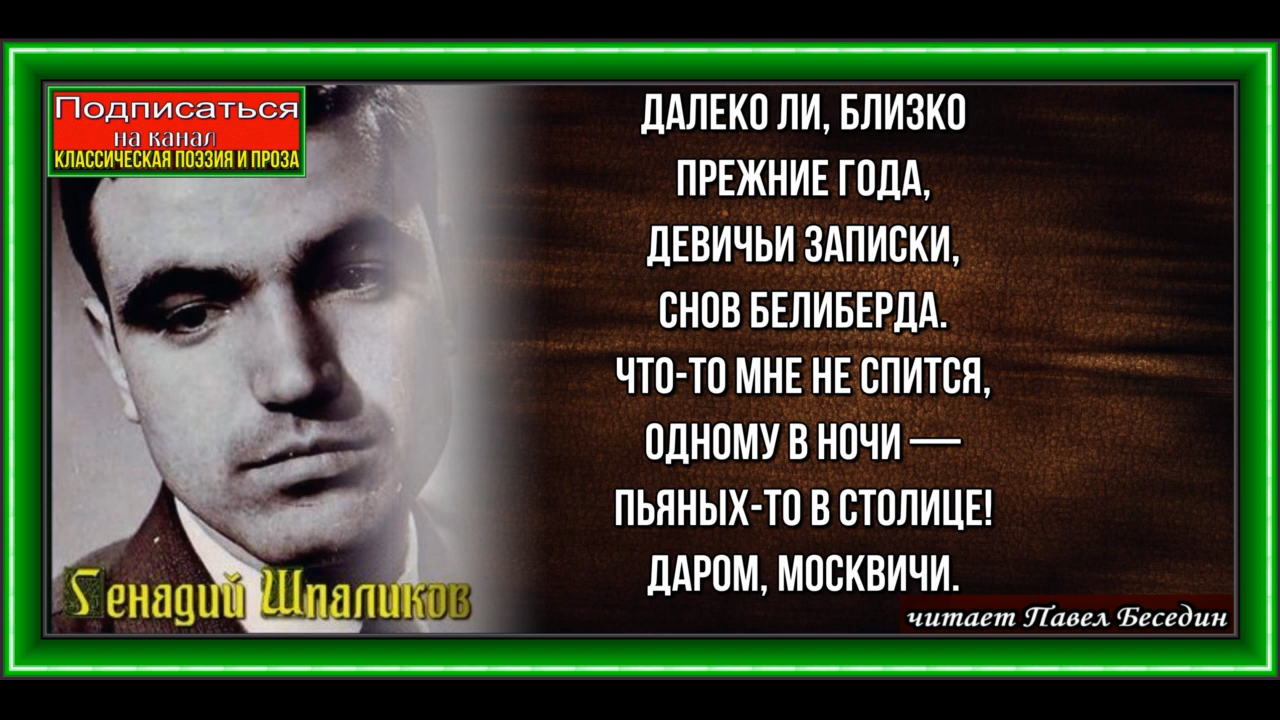 Подписаться
на канал
КЛАССИЧЕСКАЯ ПОЭЗИЯ И ПРОЗА
ДАЛЕКО ЛИ, БЛИЗКО
ПРЕЖНИЕ ГОДА,
ДЕВИЧЬИ ЗАПИСКИ,
СНОВ БЕЛИБЕРДА.
ЧТО-ТО МНЕ НЕ СПИТСЯ,
ОДНОМУ В НОЧИ —
ПЬЯНЫХ-ТО В СТОЛИЦЕ!
ДАРОМ, МОСКВИЧИ.
Генадий Шпаликов
читает Павел Беседин